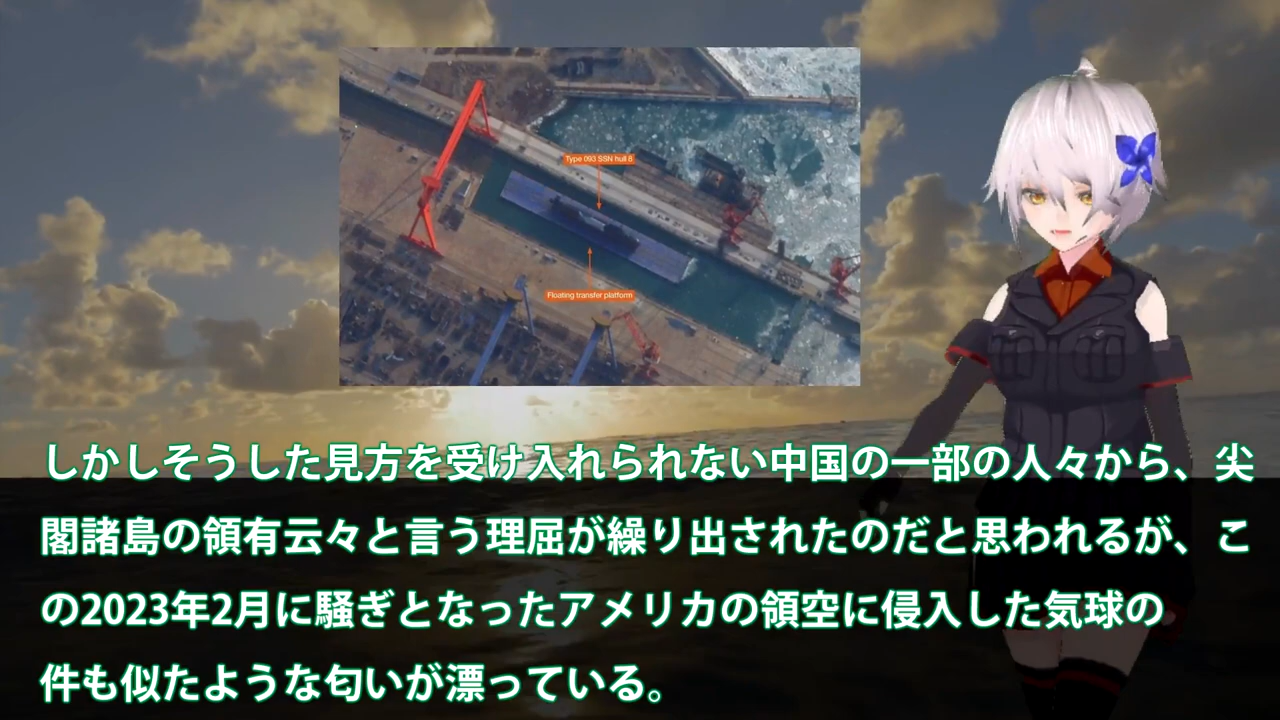 Type 093 SSN hull 8
Floating transfer platform
しかしそうした見方を受け入れられない中国の一部の人々から、尖
閣諸島の領有云々と言う理屈が繰り出されたのだと思われるが、こ
の2023年2月に騒ぎとなったアメリカの領空に侵入した気球の
件も似たような匂いが漂っている。